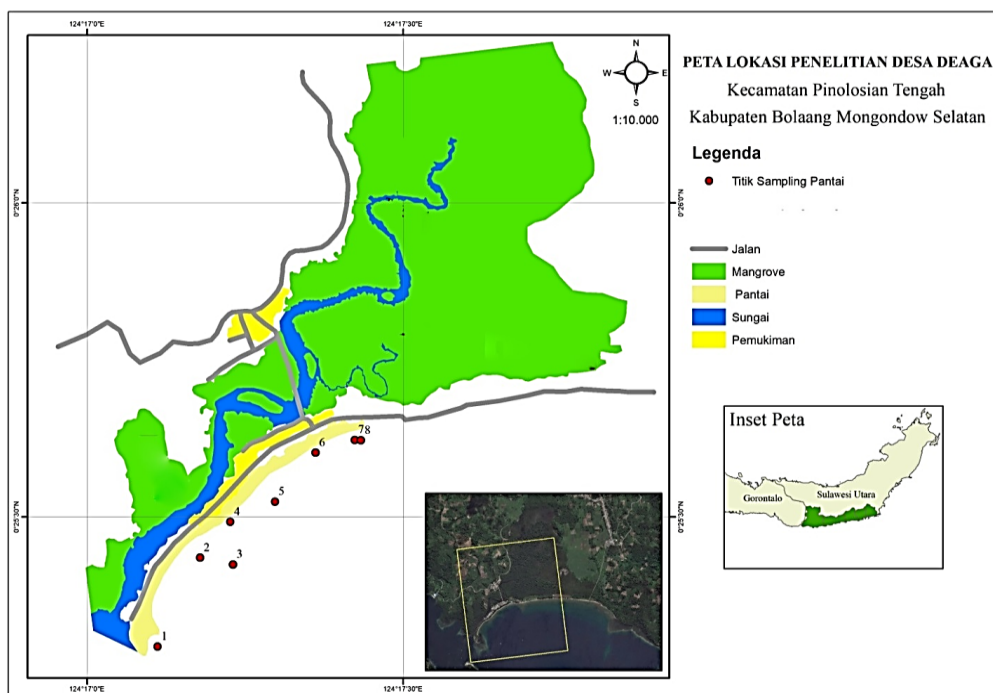 124°17'0"E
124°17'30"E
N
W
E
S
1:10.000
PETA LOKASI PENELITIAN DESA DEAGA
Kecamatan Pinolosian Tengah
Kabupaten Bolaang Mongondow Selatan
Legenda
Titik Sampling Pantai
Jalan
Mangrove
Pantai
Sungai
Pemukiman
0°26'0"N
0°26'0"N
78
6
5
4
2
3
1
0°25'30"N
0°25'30"N
Inset Peta
Gorontalo
Sulawesi Utara
124°17'0"E
124°17'30"E